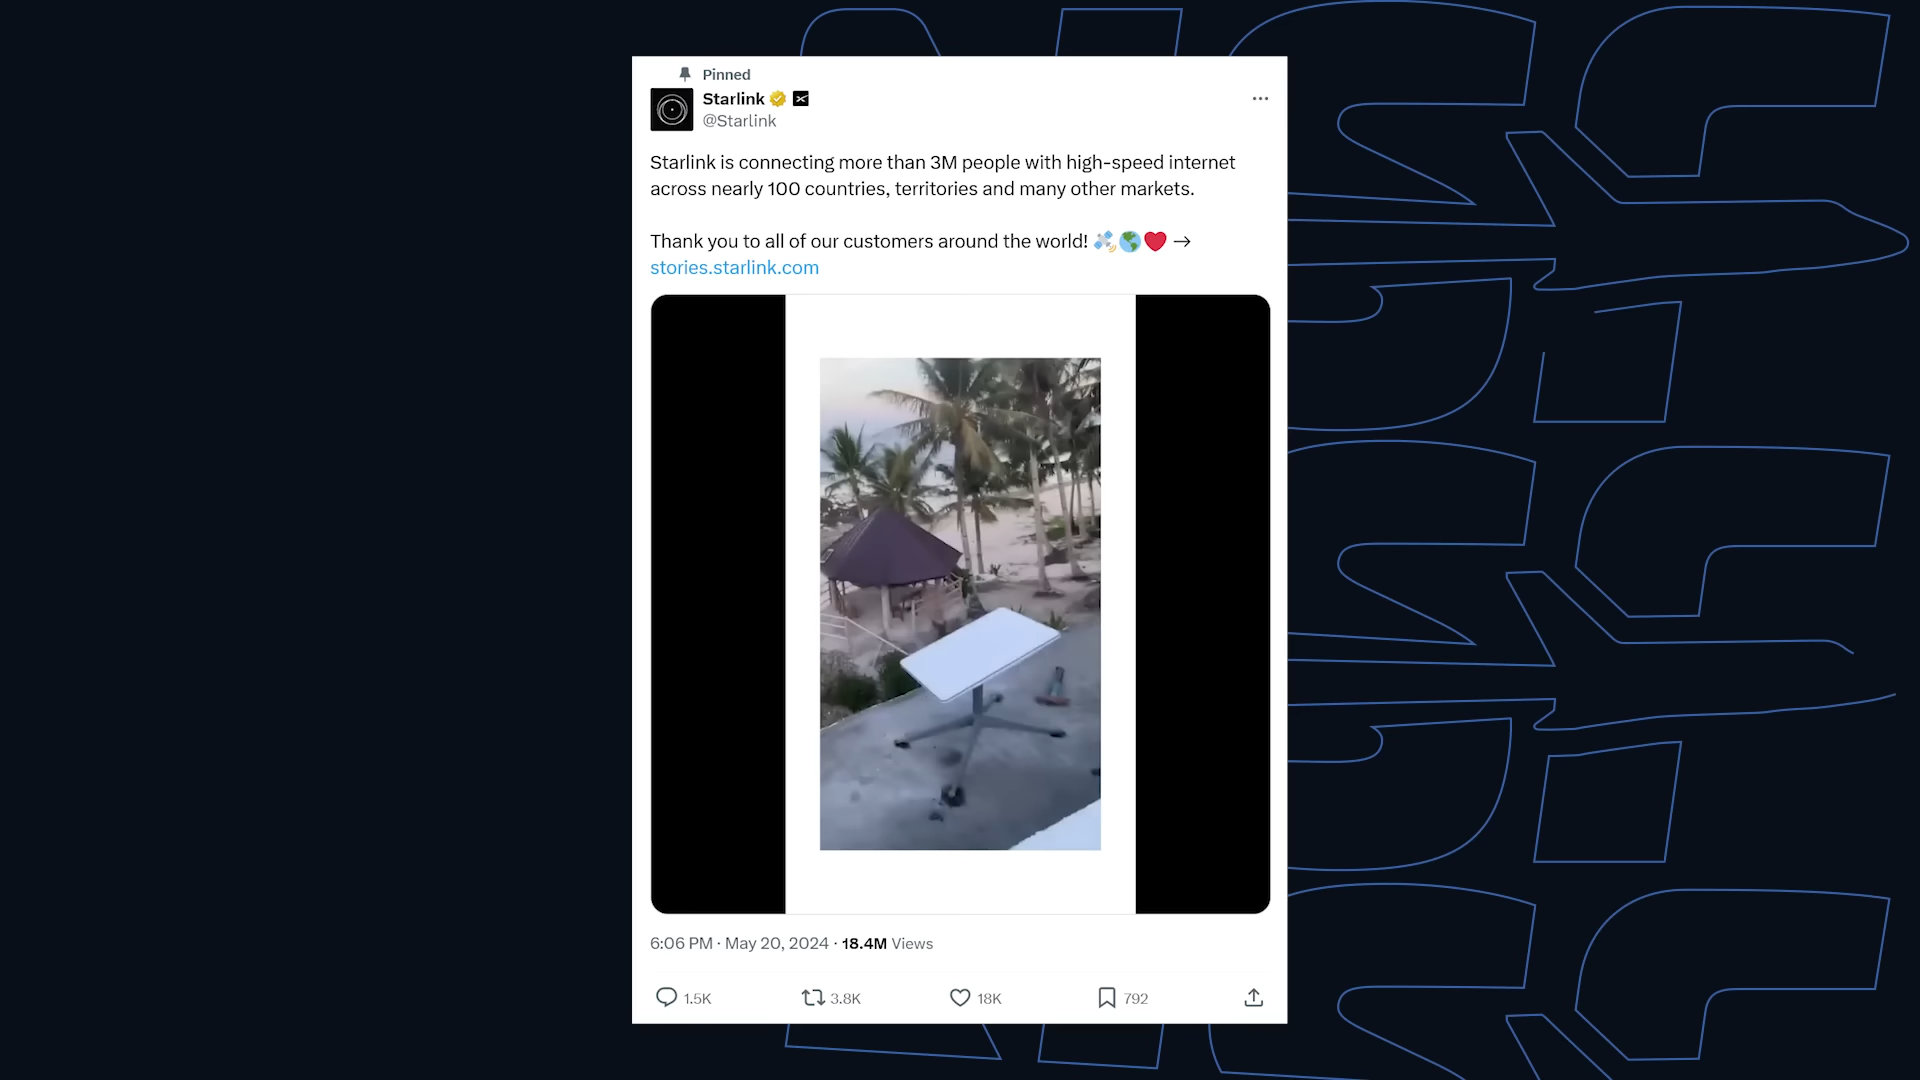 Pinned
Starlink
@Starlink
Starlink is connecting more than 3M people with high-speed internet
across nearly 100 countries, territories and many other markets.
Thank you to all of our customers around the world! 🛰️🌎❤️ →
stories.starlink.com
6:06 PM · May 20, 2024 · 18.4M Views
1.5K 3.8K 18K 792